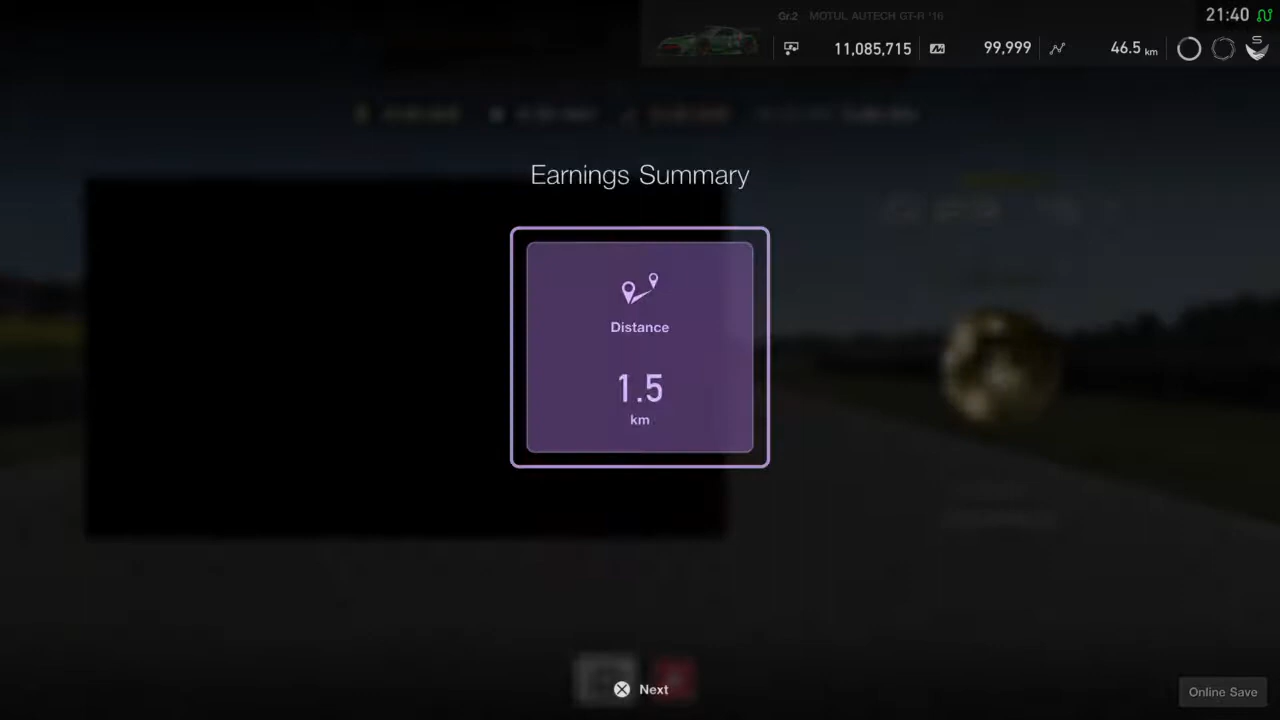 Gr.2 MOTUL AUTECH GT-R '16
21:40
11,085,715
99,999
46.5 km
S
Earnings Summary
Distance
1.5
km
Next
Online Save